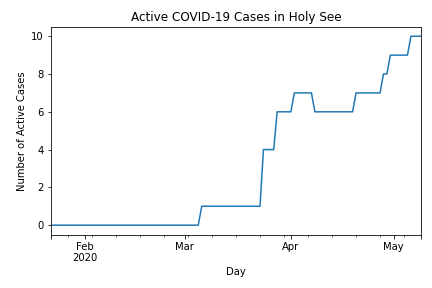 Active COVID-19 Cases in Holy See
Number of Active Cases
10
8
6
4
2
0
Feb Mar Apr May
2020
Day